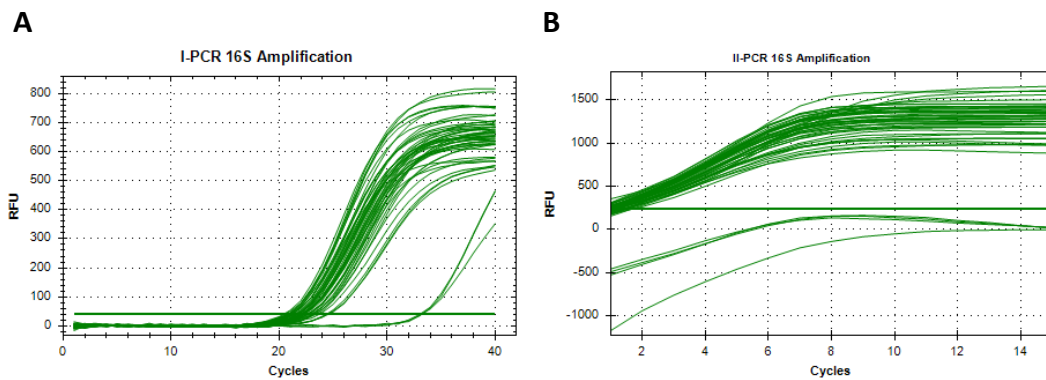 A
I-PCR 16S Amplification
RFU
800
700
600
500
400
300
200
100
0
0 10 20 30 40
Cycles
B
II-PCR 16S Amplification
RFU
1500
1000
500
0
-500
-1000
2 4 6 8 10 12 14
Cycles